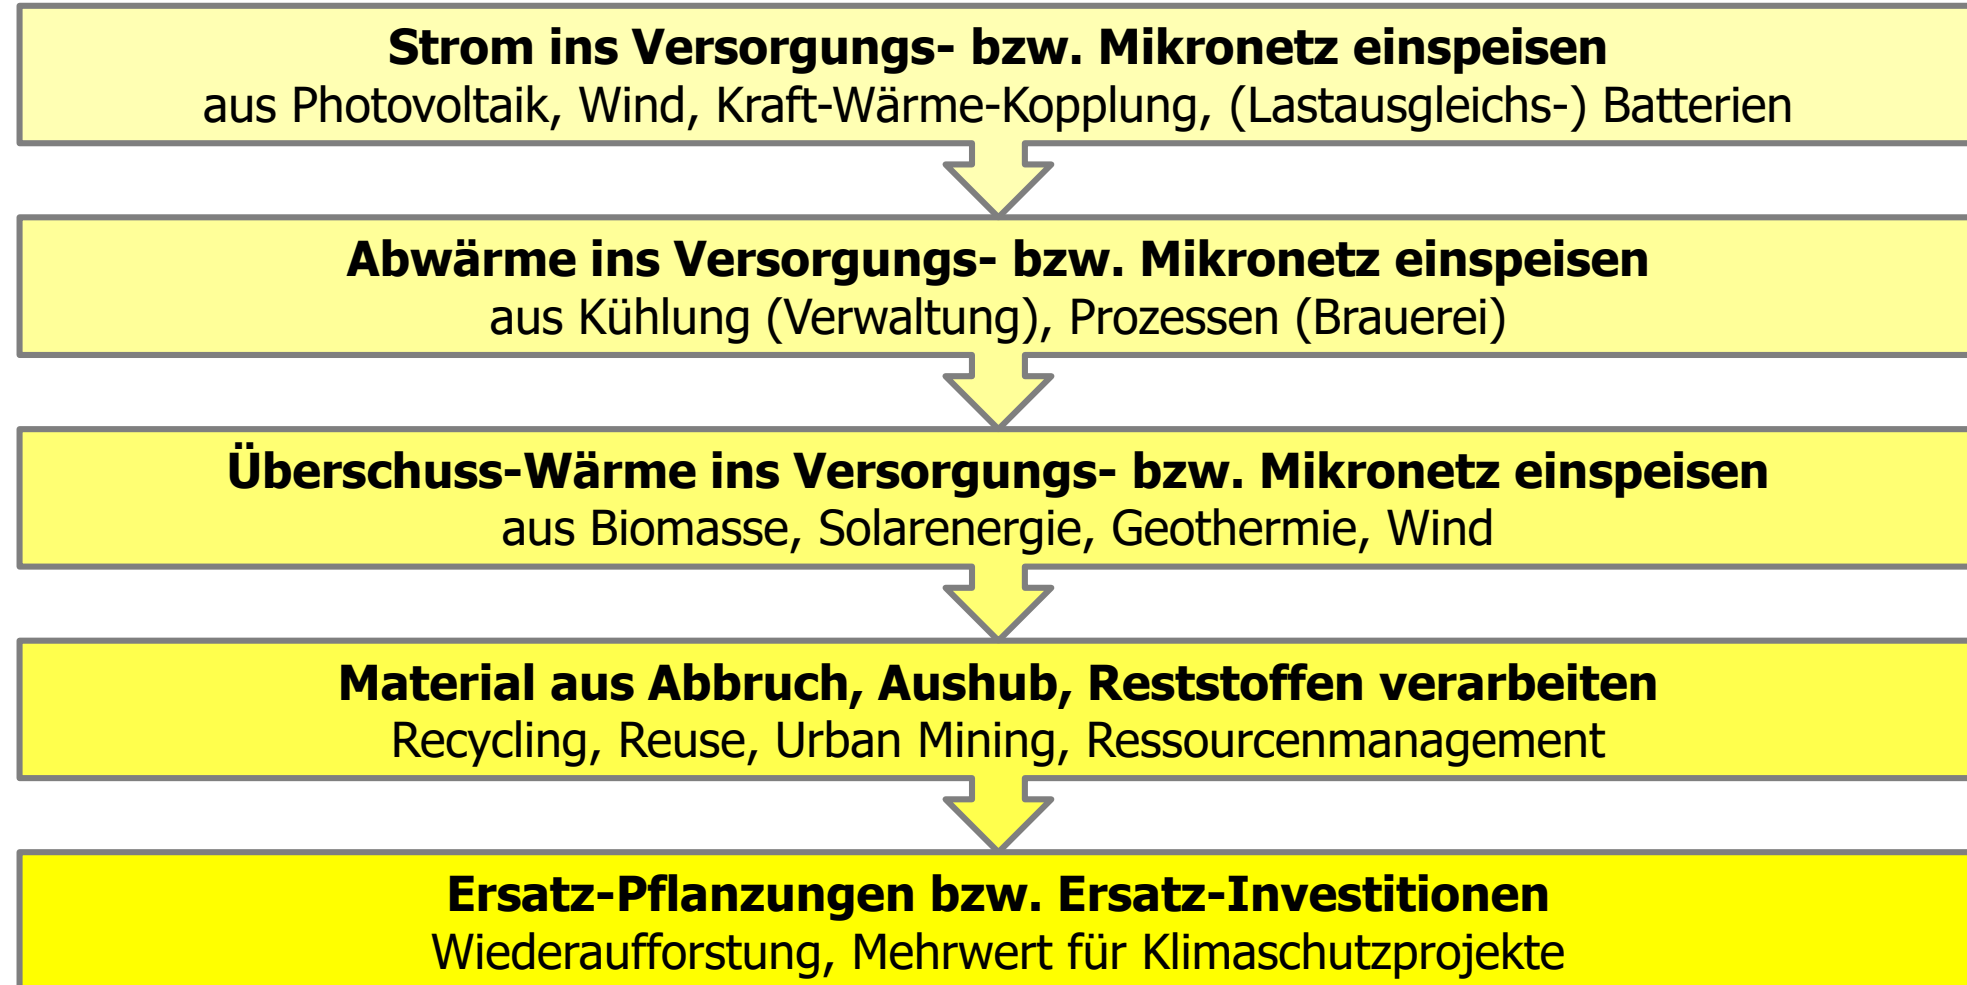 Strom ins Versorgungs- bzw. Mikronetz einspeisen
aus Photovoltaik, Wind, Kraft-Wärme-Kopplung, (Lastausgleichs-) Batterien
Abwärme ins Versorgungs- bzw. Mikronetz einspeisen
aus Kühlung (Verwaltung), Prozessen (Brauerei)
Überschuss-Wärme ins Versorgungs- bzw. Mikronetz einspeisen
aus Biomasse, Solarenergie, Geothermie, Wind
Material aus Abbruch, Aushub, Reststoffen verarbeiten
Recycling, Reuse, Urban Mining, Ressourcenmanagement
Ersatz-Pflanzungen bzw. Ersatz-Investitionen
Wiederaufforstung, Mehrwert für Klimaschutzprojekte